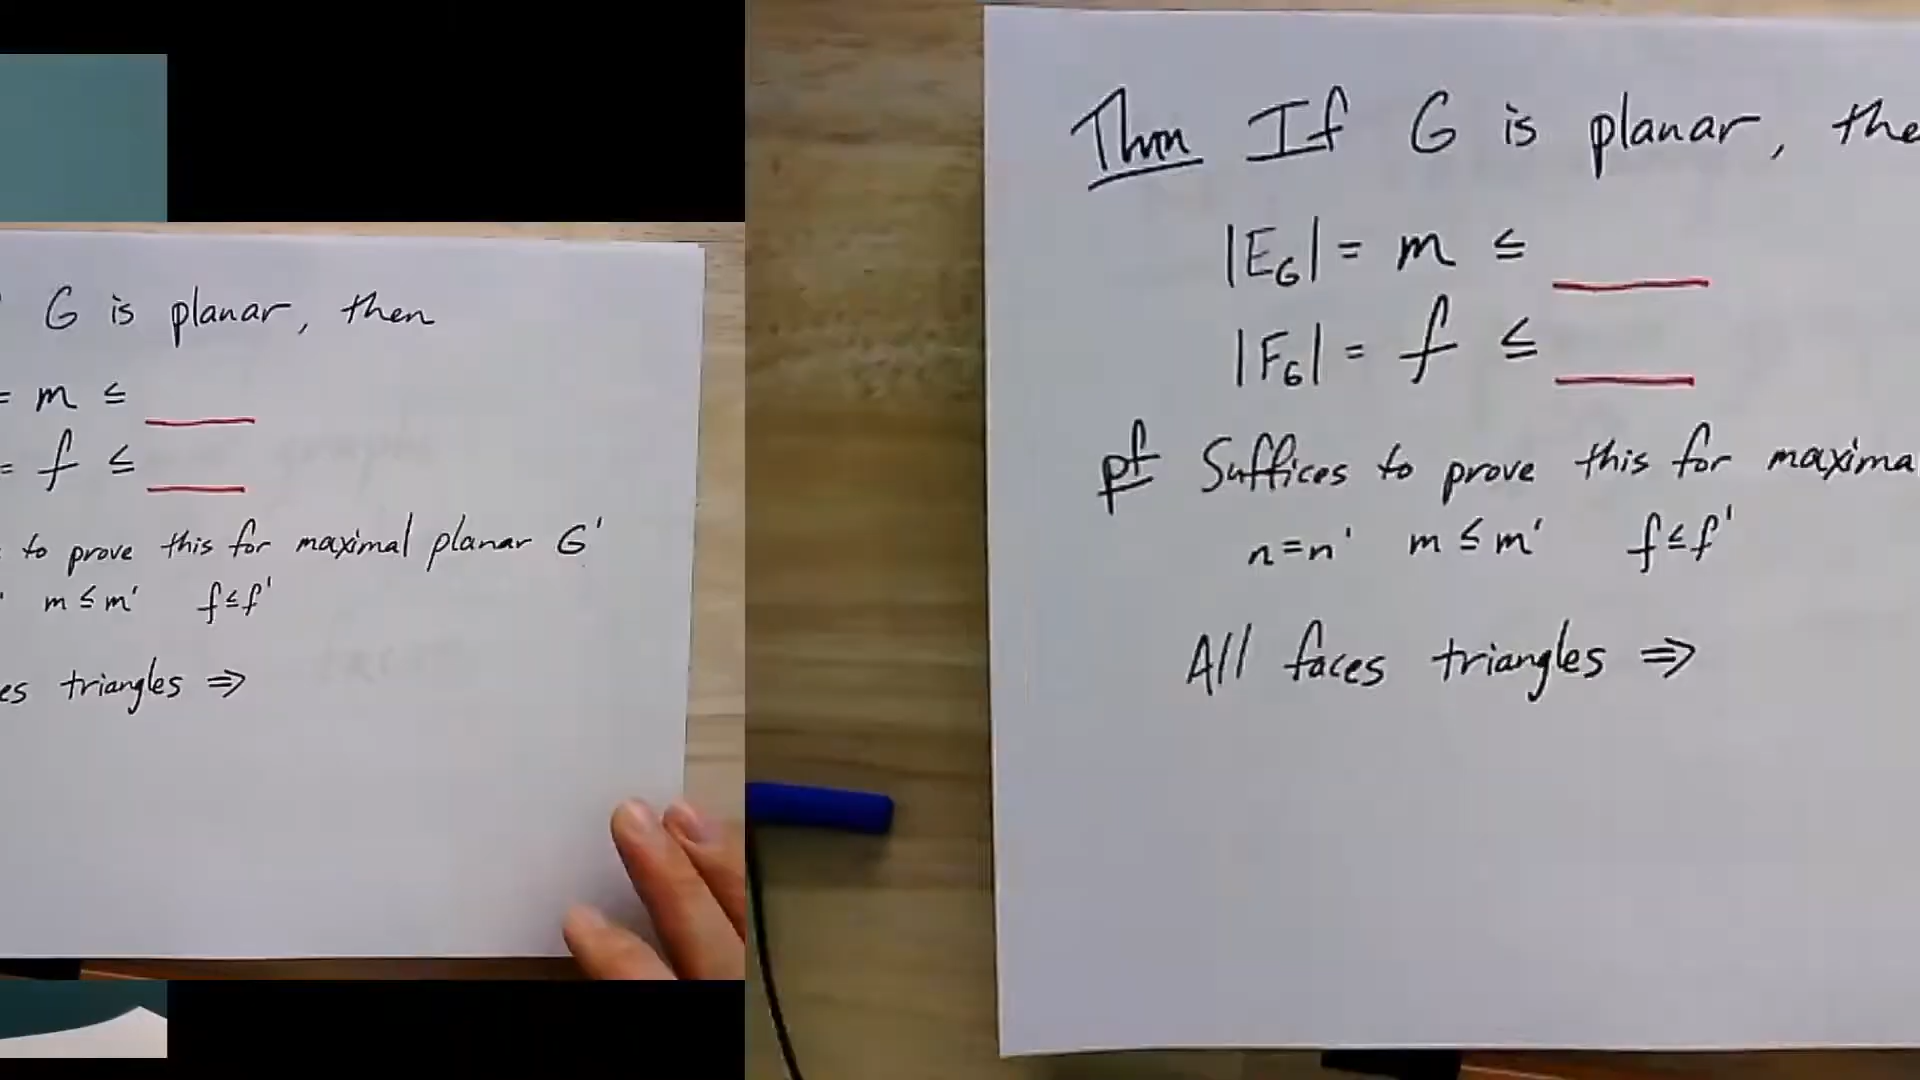 G is planar, then
= m ≤
= f ≤
to prove this for maximal planar G'
' m ≤ m' f ≤ f'
es triangles ⇒
Thm If G is planar, the
|E_G| = m ≤
|F_G| = f ≤
pf Suffices to prove this for maxima
n = n' m ≤ m' f ≤ f'
All faces triangles ⇒